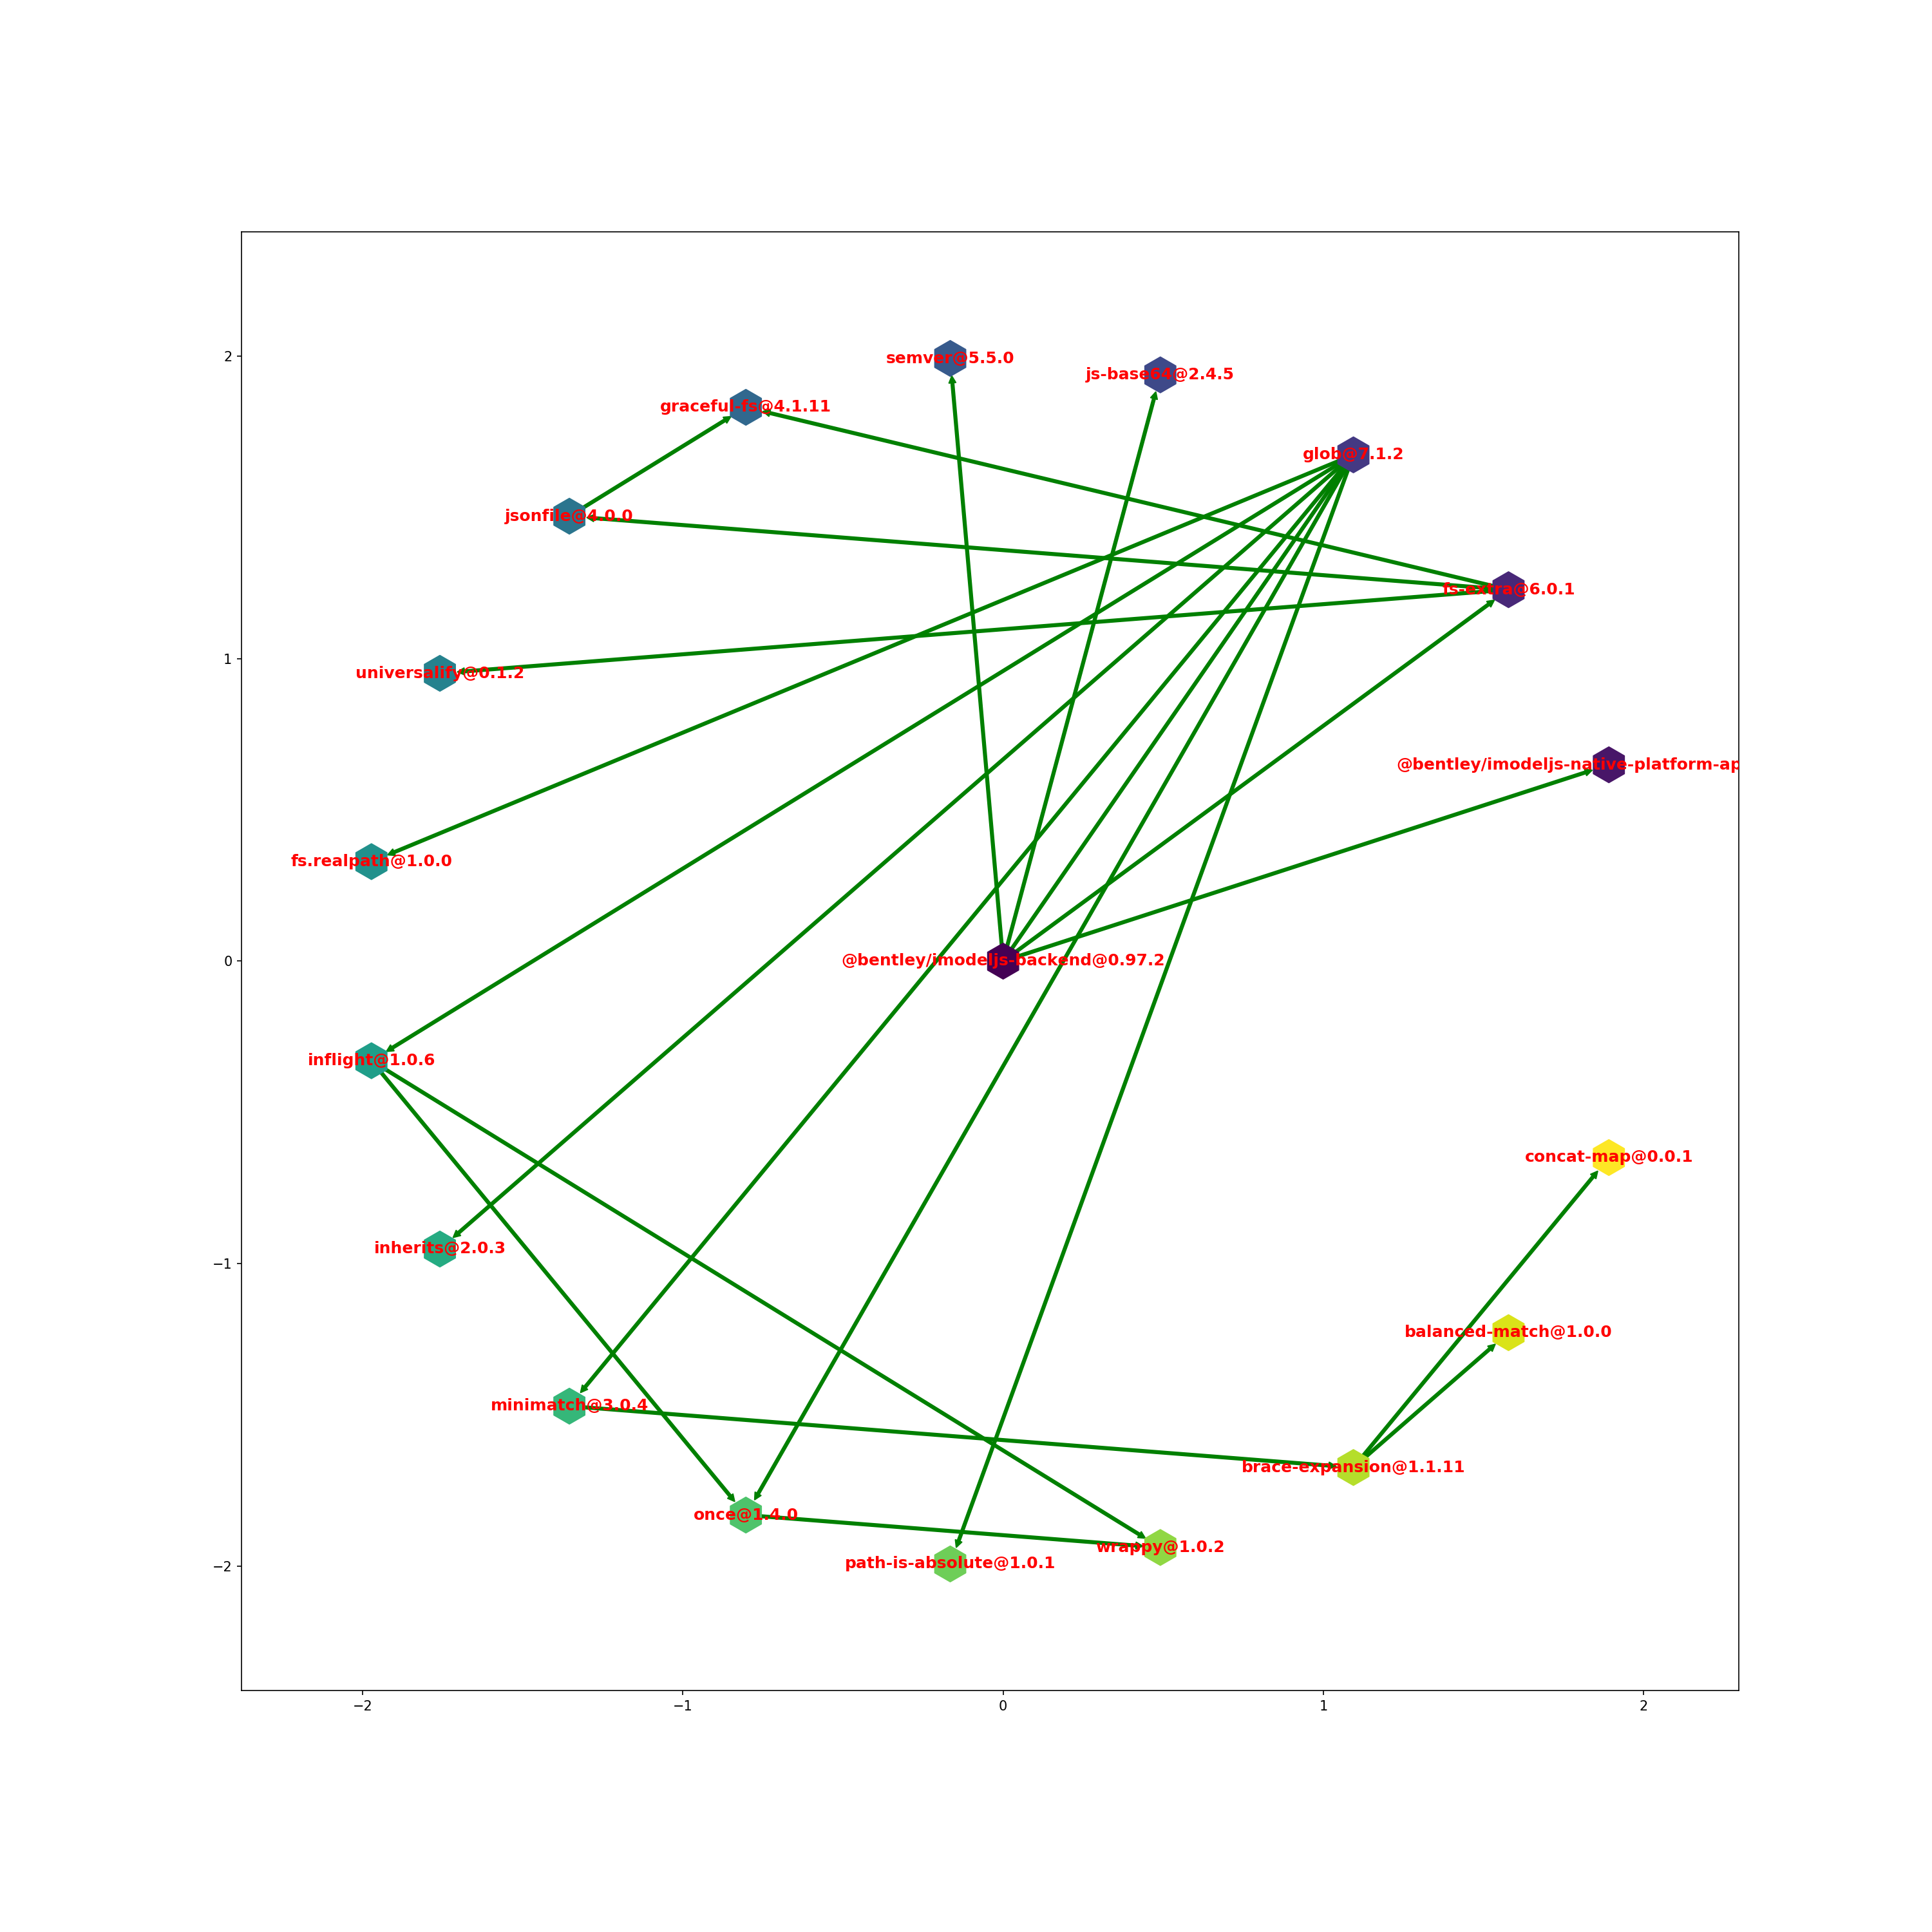 semver@5.5.0
js-base64@2.4.5
graceful-fs@4.1.11
glob@7.1.2
jsonfile@4.0.0
fs-extra@6.0.1
universalify@0.1.2
@bentley/imodeljs-native-platform-ap
fs.realpath@1.0.0
@bentley/imodeljs-backend@0.97.2
inflight@1.0.6
concat-map@0.0.1
inherits@2.0.3
balanced-match@1.0.0
minimatch@3.0.4
brace-expansion@1.1.11
once@1.4.0
wrappy@1.0.2
path-is-absolute@1.0.1
2
1
0
−1
−2
−2 −1 0 1 2